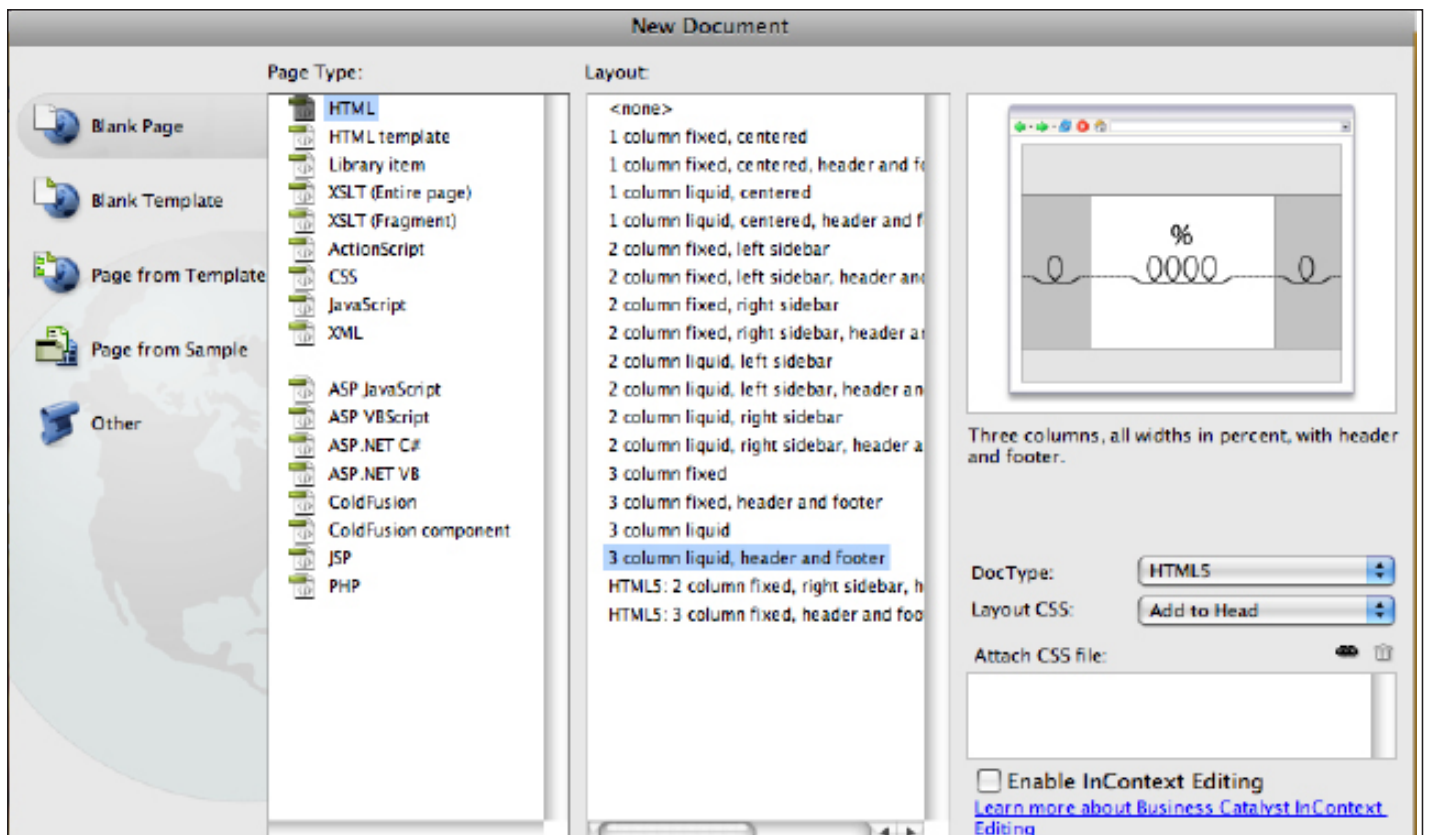 New Document
Page Type:
Layout:
Blank Page
Blank Template
Page from Template
Page from Sample
Other
HTML
HTML template
Library item
XSLT (Entire page)
XSLT (Fragment)
ActionScript
CSS
JavaScript
XML
ASP JavaScript
ASP VBScript
ASP.NET C#
ASP.NET VB
ColdFusion
ColdFusion component
JSP
PHP
<none>
1 column fixed, centered
1 column fixed, centered, header and fo
1 column liquid, centered
1 column liquid, centered, header and f
2 column fixed, left sidebar
2 column fixed, left sidebar, header and
2 column fixed, right sidebar
2 column fixed, right sidebar, header an
2 column liquid, left sidebar
2 column liquid, left sidebar, header an
2 column liquid, right sidebar
2 column liquid, right sidebar, header a
3 column fixed
3 column fixed, header and footer
3 column liquid
3 column liquid, header and footer
HTML5: 2 column fixed, right sidebar, h
HTML5: 3 column fixed, header and foo
%
Three columns, all widths in percent, with header
and footer.
DocType:
HTML5
Layout CSS:
Add to Head
Attach CSS file:
Enable InContext Editing
Learn more about Business Catalyst InContext
Editing